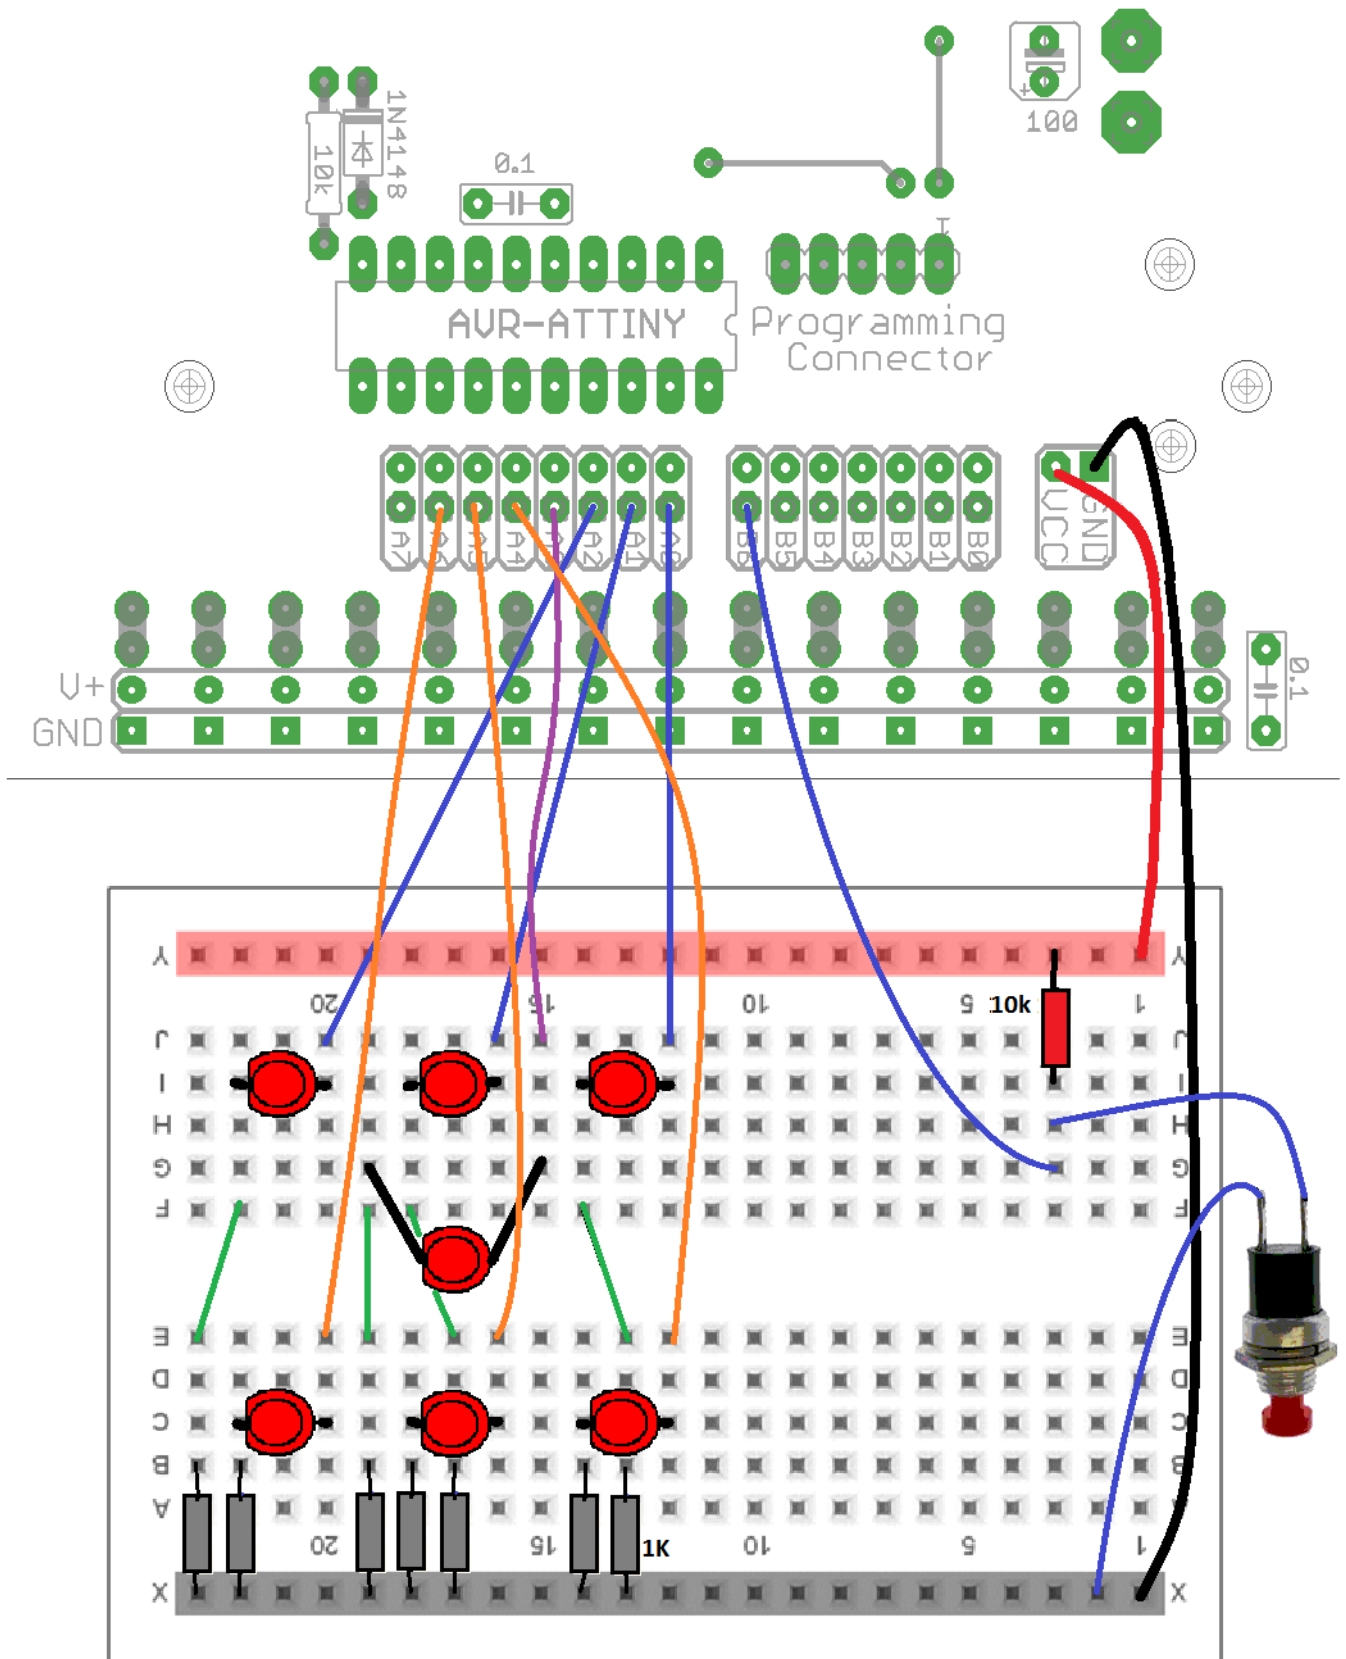 1N4148
10k
0.1
+
100
1
AVR-ATTINY
Programming
Connector
A7 A6 A5 A4 A3 A2 A1 A0
B6 B5 B4 B3 B2 B1 B0
VCC GND
V+
0.1
GND
Y Y
20 15 10 5 1
10k
J J
I I
H H
G G
F F
E E
D D
C C
B B
A A
20 15 10 5 1
1K
X X